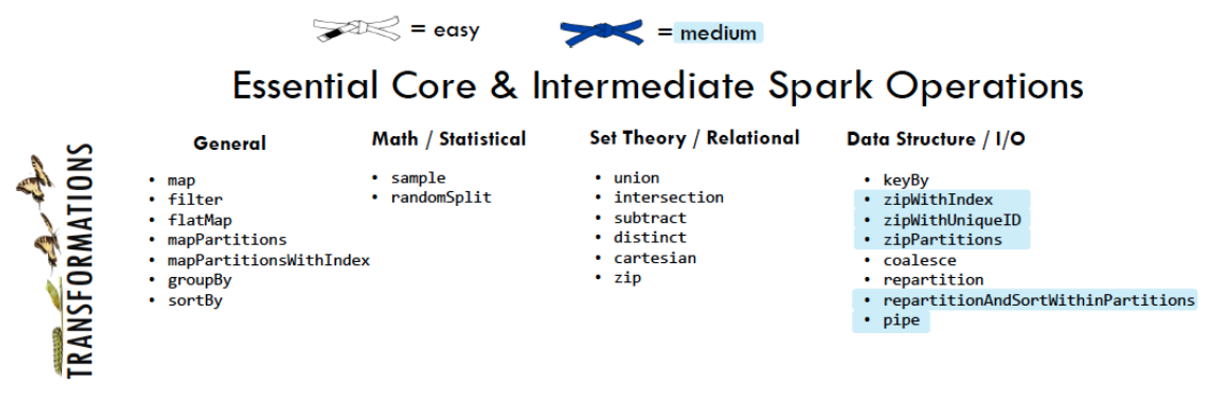 = easy
= medium
Essential Core & Intermediate Spark Operations
TRANSFORMATIONS
General
• map
• filter
• flatMap
• mapPartitions
• mapPartitionsWithIndex
• groupBy
• sortBy
Math / Statistical
• sample
• randomSplit
Set Theory / Relational
• union
• intersection
• subtract
• distinct
• cartesian
• zip
Data Structure / I/O
• keyBy
• zipWithIndex
• zipWithUniqueID
• zipPartitions
• coalesce
• repartition
• repartitionAndSortWithinPartitions
• pipe